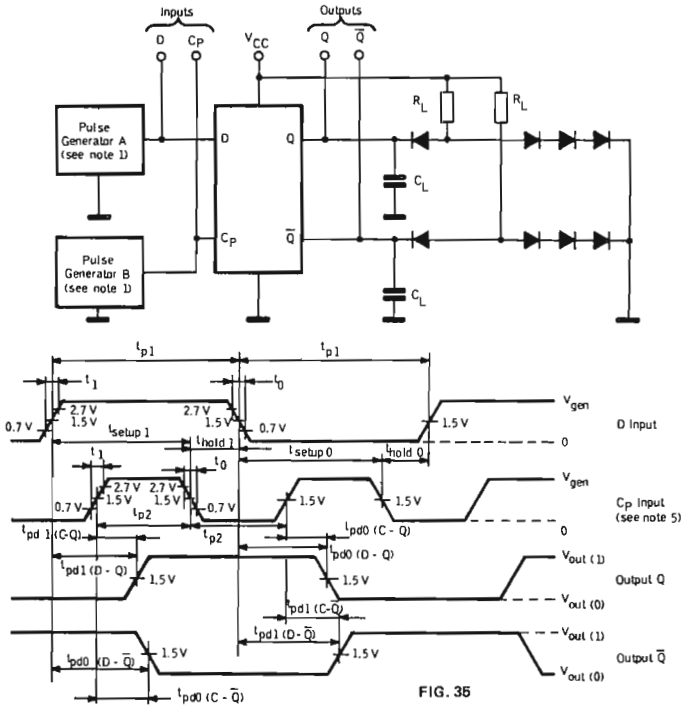 Inputs
Outputs
D
CP
VCC
Q
Q̅
RL
RL
Pulse
Generator A
(see note 1)
D
Q
CL
CP
Q̅
Pulse
Generator B
(see note 1)
CL
tp1
tp1
t1
t0
2.7 V
1.5 V
0.7 V
2.7 V
1.5 V
0.7 V
1.5 V
Vgen
D Input
0
tsetup 1
thold 1
tsetup 0
thold 0
t1
t0
2.7 V
1.5 V
0.7 V
2.7 V
1.5 V
0.7 V
1.5 V
1.5 V
Vgen
CP Input
(see note 5)
0
tp2
tp2
tpd 1 (C-Q)
tpd0 (C - Q)
tpd1 (D - Q)
tpd0 (D - Q)
1.5 V
1.5 V
Vout (1)
Output Q
Vout (0)
tpd1 (C-Q̅)
tpd1 (D - Q̅)
1.5 V
1.5 V
Vout (1)
Output Q̅
Vout (0)
tpd0 (D - Q̅)
tpd0 (C - Q̅)
FIG. 35